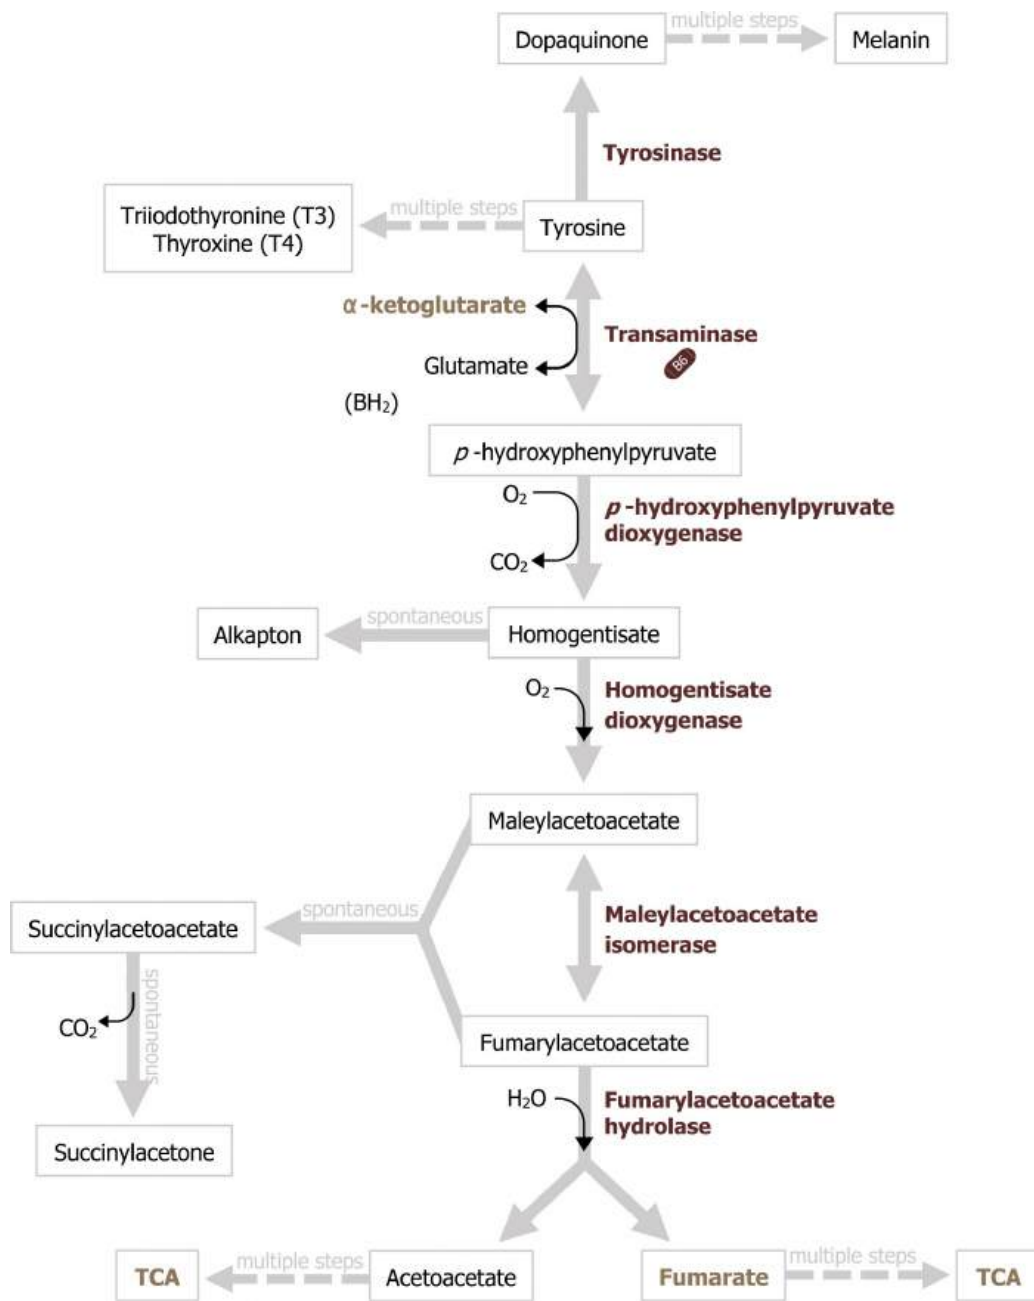 Dopaquinone
multiple steps
Melanin
Tyrosinase
Triiodothyronine (T3)
Thyroxine (T4)
multiple steps
Tyrosine
α-ketoglutarate
Transaminase
B6
Glutamate
(BH₂)
p-hydroxyphenylpyruvate
O₂
p-hydroxyphenylpyruvate
dioxygenase
CO₂
Alkapton
spontaneous
Homogentisate
O₂
Homogentisate
dioxygenase
Maleylacetoacetate
Succinylacetoacetate
spontaneous
Maleylacetoacetate
isomerase
CO₂
spontaneous
Fumarylacetoacetate
H₂O
Fumarylacetoacetate
hydrolase
Succinylacetone
TCA
multiple steps
Acetoacetate
Fumarate
multiple steps
TCA